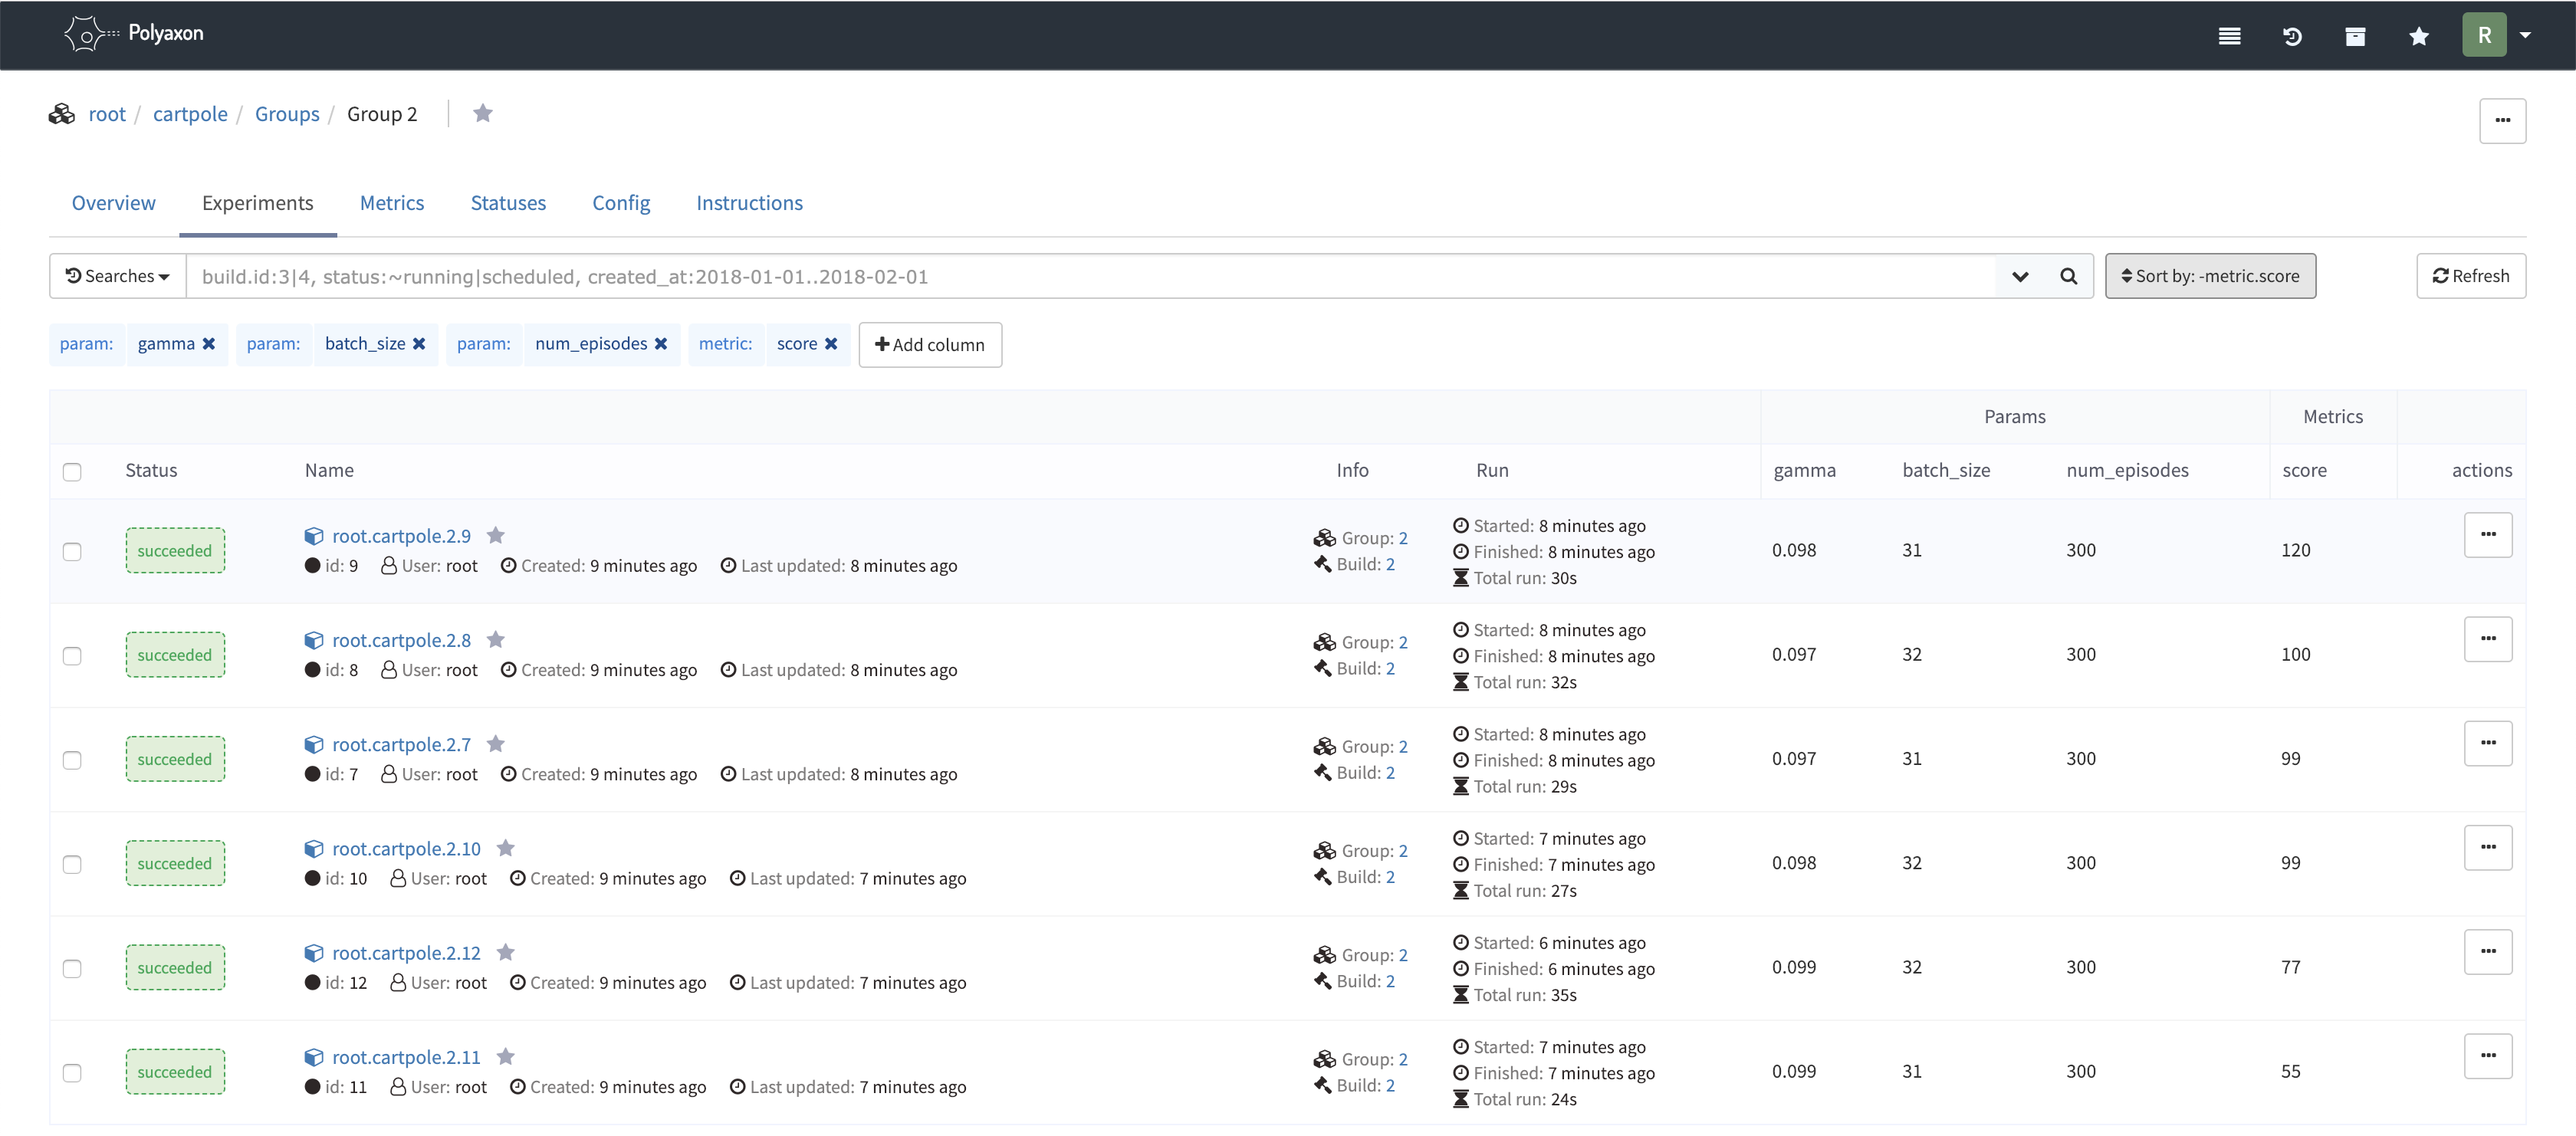 Polyaxon
R
root / cartpole / Groups / Group 2
...
Overview Experiments Metrics Statuses Config Instructions
Searches build.id:3|4, status:~running|scheduled, created_at:2018-01-01..2018-02-01 Sort by: -metric.score Refresh
param: gamma param: batch_size param: num_episodes metric: score Add column
Params Metrics
Status Name Info Run gamma batch_size num_episodes score actions
succeeded
root.cartpole.2.9
id: 9 User: root Created: 9 minutes ago Last updated: 8 minutes ago
Group: 2
Build: 2
Started: 8 minutes ago
Finished: 8 minutes ago
Total run: 30s
0.098 31 300 120
...
succeeded
root.cartpole.2.8
id: 8 User: root Created: 9 minutes ago Last updated: 8 minutes ago
Group: 2
Build: 2
Started: 8 minutes ago
Finished: 8 minutes ago
Total run: 32s
0.097 32 300 100
...
succeeded
root.cartpole.2.7
id: 7 User: root Created: 9 minutes ago Last updated: 8 minutes ago
Group: 2
Build: 2
Started: 8 minutes ago
Finished: 8 minutes ago
Total run: 29s
0.097 31 300 99
...
succeeded
root.cartpole.2.10
id: 10 User: root Created: 9 minutes ago Last updated: 7 minutes ago
Group: 2
Build: 2
Started: 7 minutes ago
Finished: 7 minutes ago
Total run: 27s
0.098 32 300 99
...
succeeded
root.cartpole.2.12
id: 12 User: root Created: 9 minutes ago Last updated: 7 minutes ago
Group: 2
Build: 2
Started: 6 minutes ago
Finished: 6 minutes ago
Total run: 35s
0.099 32 300 77
...
succeeded
root.cartpole.2.11
id: 11 User: root Created: 9 minutes ago Last updated: 7 minutes ago
Group: 2
Build: 2
Started: 7 minutes ago
Finished: 7 minutes ago
Total run: 24s
0.099 31 300 55
...